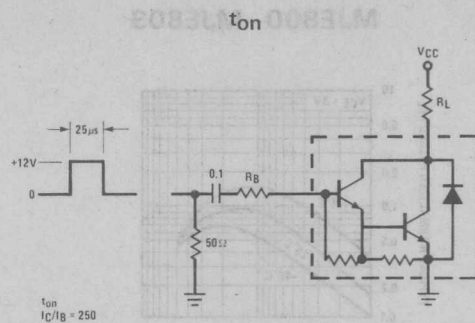 ton
VCC
RL
25μs
+12V
0
0.1
RB
50Ω
ton
IC/IB = 250